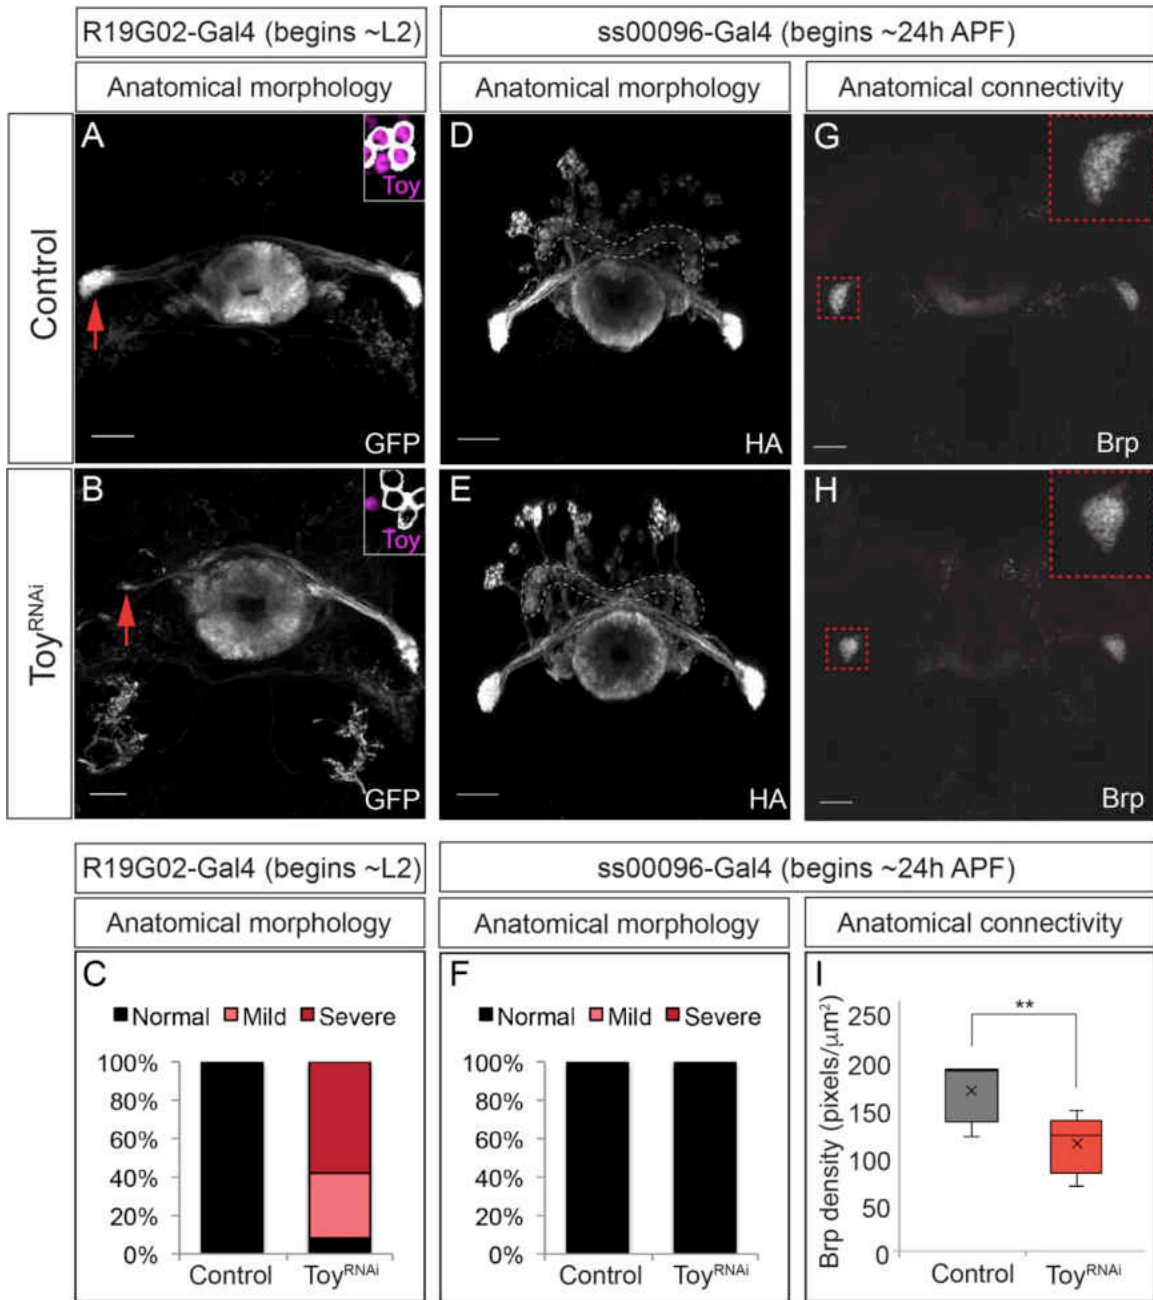 R19G02-Gal4 (begins ~L2)
ss00096-Gal4 (begins ~24h APF)
Anatomical morphology
Anatomical morphology
Anatomical connectivity
Control
A
Toy
GFP
D
HA
G
Brp
Toy^RNAi
B
Toy
GFP
E
HA
H
Brp
R19G02-Gal4 (begins ~L2)
ss00096-Gal4 (begins ~24h APF)
Anatomical morphology
Anatomical morphology
Anatomical connectivity
C
Normal Mild Severe
100%
80%
60%
40%
20%
0%
Control Toy^RNAi
F
Normal Mild Severe
100%
80%
60%
40%
20%
0%
Control Toy^RNAi
I
Brp density (pixels/μm²)
**
250
200
150
100
50
0
Control Toy^RNAi